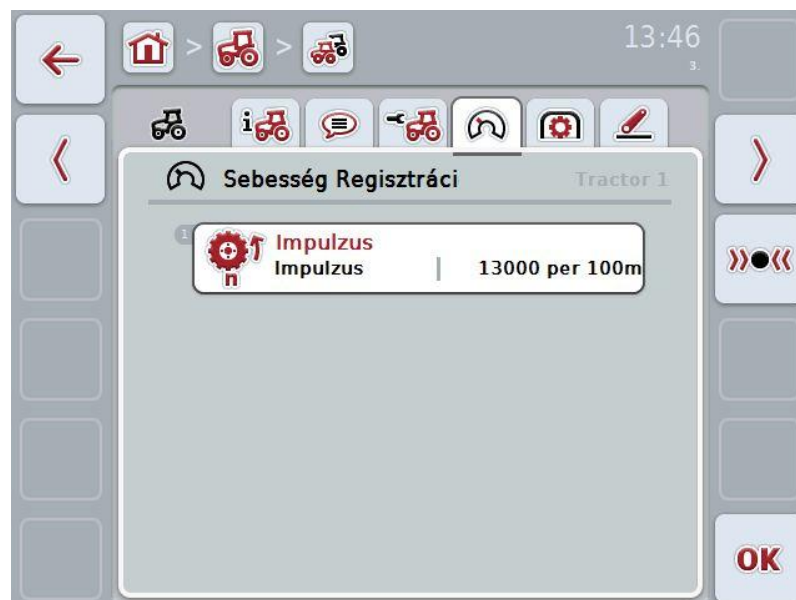 13:46
3.
Sebesség Regisztráci
Tractor 1
1
Impulzus
n
Impulzus | 13000 per 100m
OK